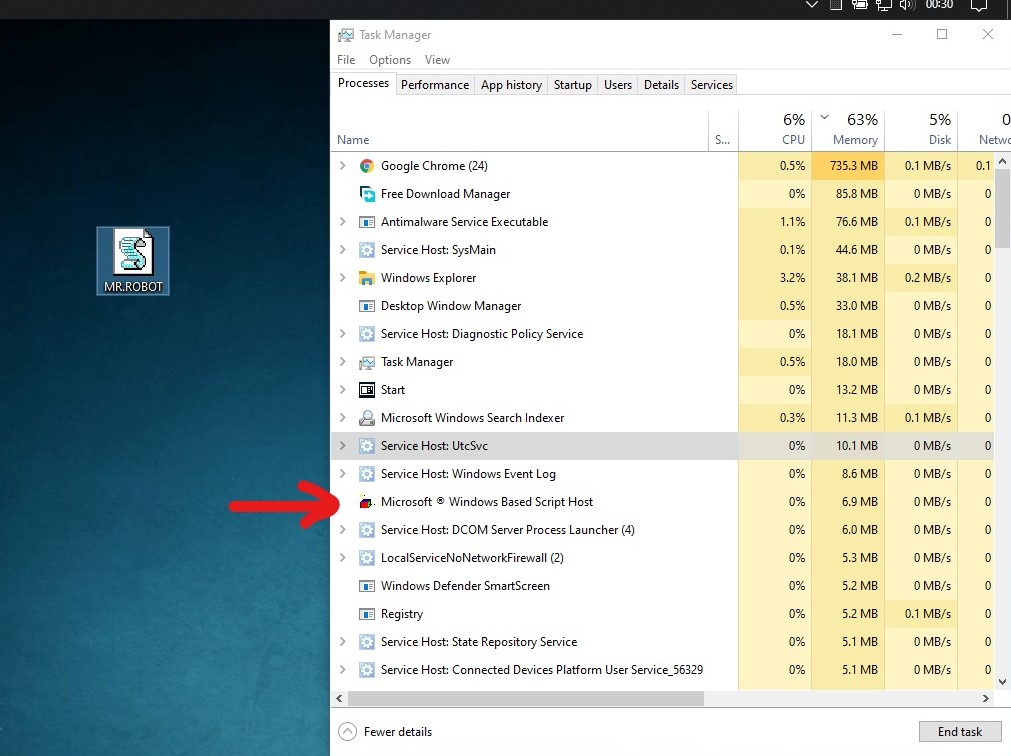 00:30
Task Manager
File Options View
Processes Performance App history Startup Users Details Services
6% 63% 5% 0
Name S... CPU Memory Disk Netwo
Google Chrome (24) 0.5% 735.3 MB 0.1 MB/s 0.1
Free Download Manager 0% 85.8 MB 0 MB/s 0
Antimalware Service Executable 1.1% 76.6 MB 0.1 MB/s 0
Service Host: SysMain 0.1% 44.6 MB 0 MB/s 0
Windows Explorer 3.2% 38.1 MB 0.2 MB/s 0
MR.ROBOT
Desktop Window Manager 0.5% 33.0 MB 0 MB/s 0
Service Host: Diagnostic Policy Service 0% 18.1 MB 0 MB/s 0
Task Manager 0.5% 18.0 MB 0 MB/s 0
Start 0% 13.2 MB 0 MB/s 0
Microsoft Windows Search Indexer 0.3% 11.3 MB 0.1 MB/s 0
Service Host: UtcSvc 0% 10.1 MB 0 MB/s 0
Service Host: Windows Event Log 0% 8.6 MB 0 MB/s 0
Microsoft ® Windows Based Script Host 0% 6.9 MB 0 MB/s 0
Service Host: DCOM Server Process Launcher (4) 0% 6.0 MB 0 MB/s 0
LocalServiceNoNetworkFirewall (2) 0% 5.3 MB 0 MB/s 0
Windows Defender SmartScreen 0% 5.2 MB 0 MB/s 0
Registry 0% 5.2 MB 0.1 MB/s 0
Service Host: State Repository Service 0% 5.1 MB 0 MB/s 0
Service Host: Connected Devices Platform User Service_56329 0% 5.1 MB 0 MB/s 0
Fewer details End task